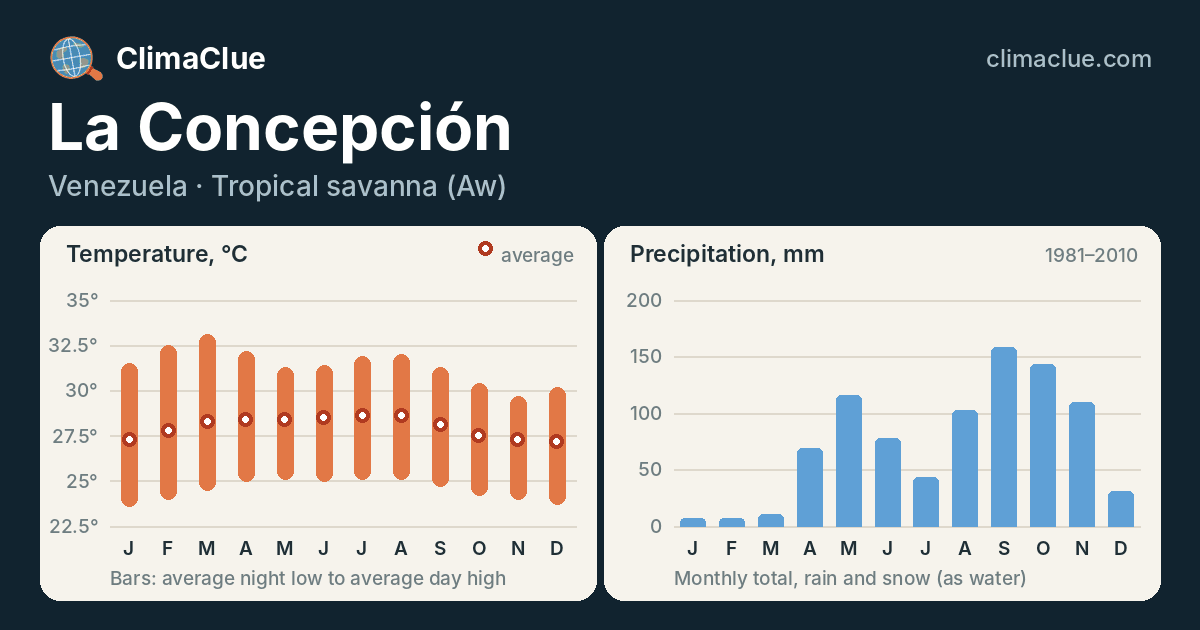 ClimaClue
climaclue.com
La Concepción
Venezuela · Tropical savanna (Aw)
Temperature, °C
average
35°
32.5°
30°
27.5°
25°
22.5°
J F M A M J J A S O N D
Bars: average night low to average day high
Precipitation, mm
1981–2010
200
150
100
50
0
J F M A M J J A S O N D
Monthly total, rain and snow (as water)